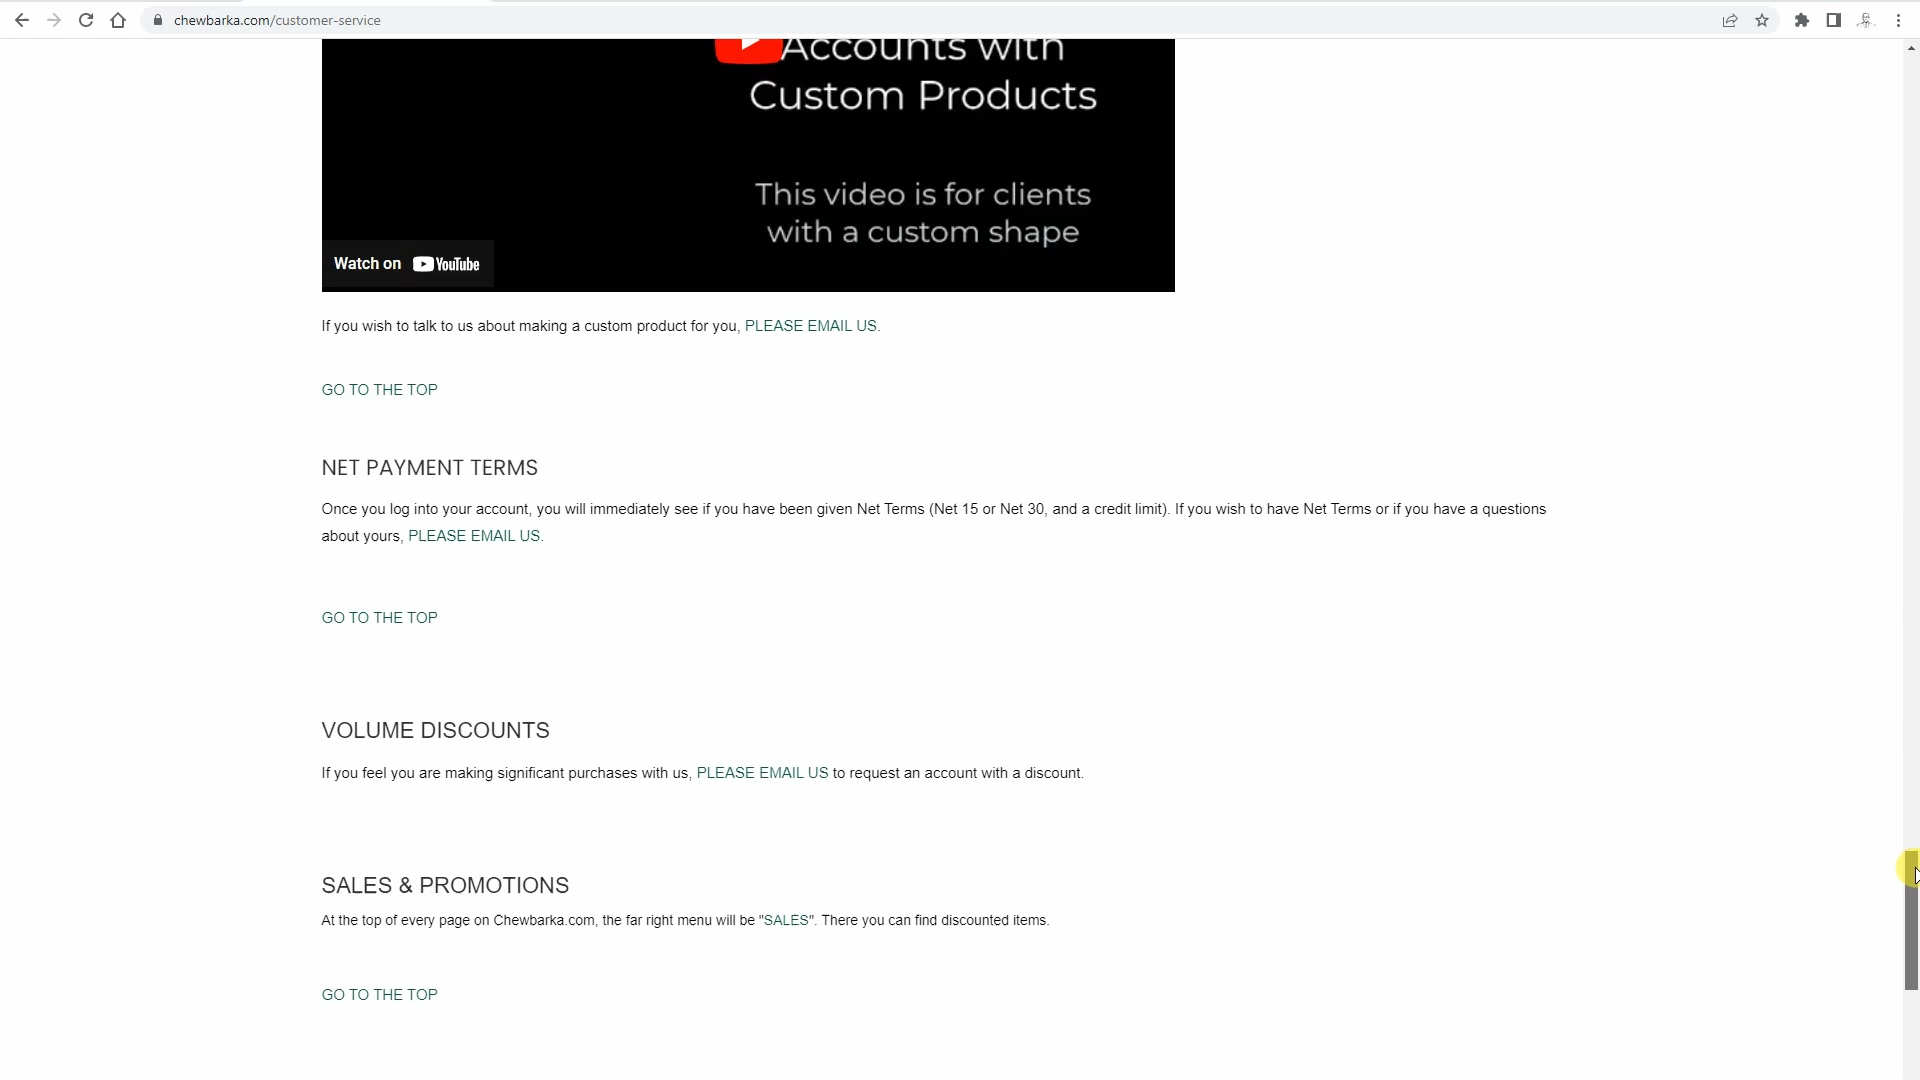 chewbarka.com/customer-service
Accounts with
Custom Products
This video is for clients
with a custom shape
Watch on YouTube
If you wish to talk to us about making a custom product for you, PLEASE EMAIL US.
GO TO THE TOP
NET PAYMENT TERMS
Once you log into your account, you will immediately see if you have been given Net Terms (Net 15 or Net 30, and a credit limit). If you wish to have Net Terms or if you have a questions
about yours, PLEASE EMAIL US.
GO TO THE TOP
VOLUME DISCOUNTS
If you feel you are making significant purchases with us, PLEASE EMAIL US to request an account with a discount.
SALES & PROMOTIONS
At the top of every page on Chewbarka.com, the far right menu will be "SALES". There you can find discounted items.
GO TO THE TOP